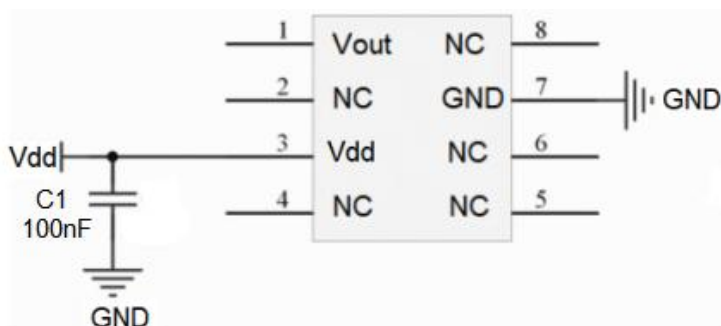 1 Vout NC 8
2 NC GND 7 GND
Vdd 3 Vdd NC 6
C1
100nF
4 NC NC 5
GND